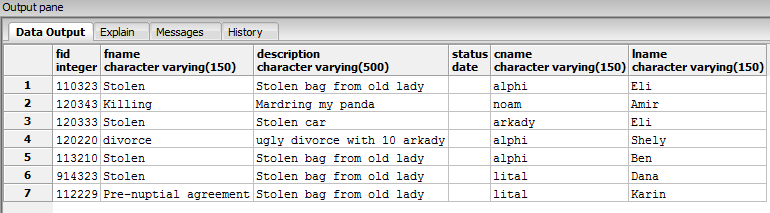 Output pane
Data Output Explain Messages History
fid fname description status cname lname
integer character varying(150) character varying(500) date character varying(150) character varying(150)
1 110323 Stolen Stolen bag from old lady alphi Eli
2 120343 Killing Mardring my panda noam Amir
3 120333 Stolen Stolen car arkady Eli
4 120220 divorce ugly divorce with 10 arkady alphi Shely
5 113210 Stolen Stolen bag from old lady alphi Ben
6 914323 Stolen Stolen bag from old lady lital Dana
7 112229 Pre-nuptial agreement Stolen bag from old lady lital Karin